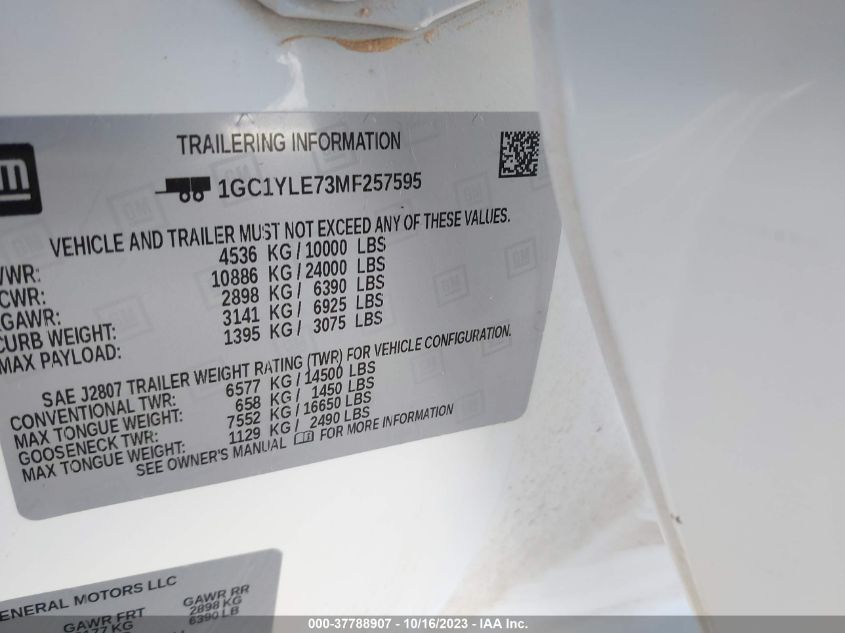 TRAILERING INFORMATION
1GC1YLE73MF257595
VEHICLE AND TRAILER MUST NOT EXCEED ANY OF THESE VALUES.
4536 KG / 10000 LBS
10886 KG / 24000 LBS
2898 KG / 6390 LBS
CURB WEIGHT: 3141 KG / 6925 LBS
MAX PAYLOAD: 1395 KG / 3075 LBS
SAE J2807 TRAILER WEIGHT RATING (TWR) FOR VEHICLE CONFIGURATION.
CONVENTIONAL TWR: 6577 KG / 14500 LBS
MAX TONGUE WEIGHT: 658 KG / 1450 LBS
GOOSENECK TWR: 7552 KG / 16650 LBS
MAX TONGUE WEIGHT: 1129 KG / 2490 LBS
SEE OWNER'S MANUAL FOR MORE INFORMATION
GENERAL MOTORS LLC
GAWR FRT GAWR RR
2898 KG
6390 LB
000-37788907 - 10/16/2023 - IAA Inc.